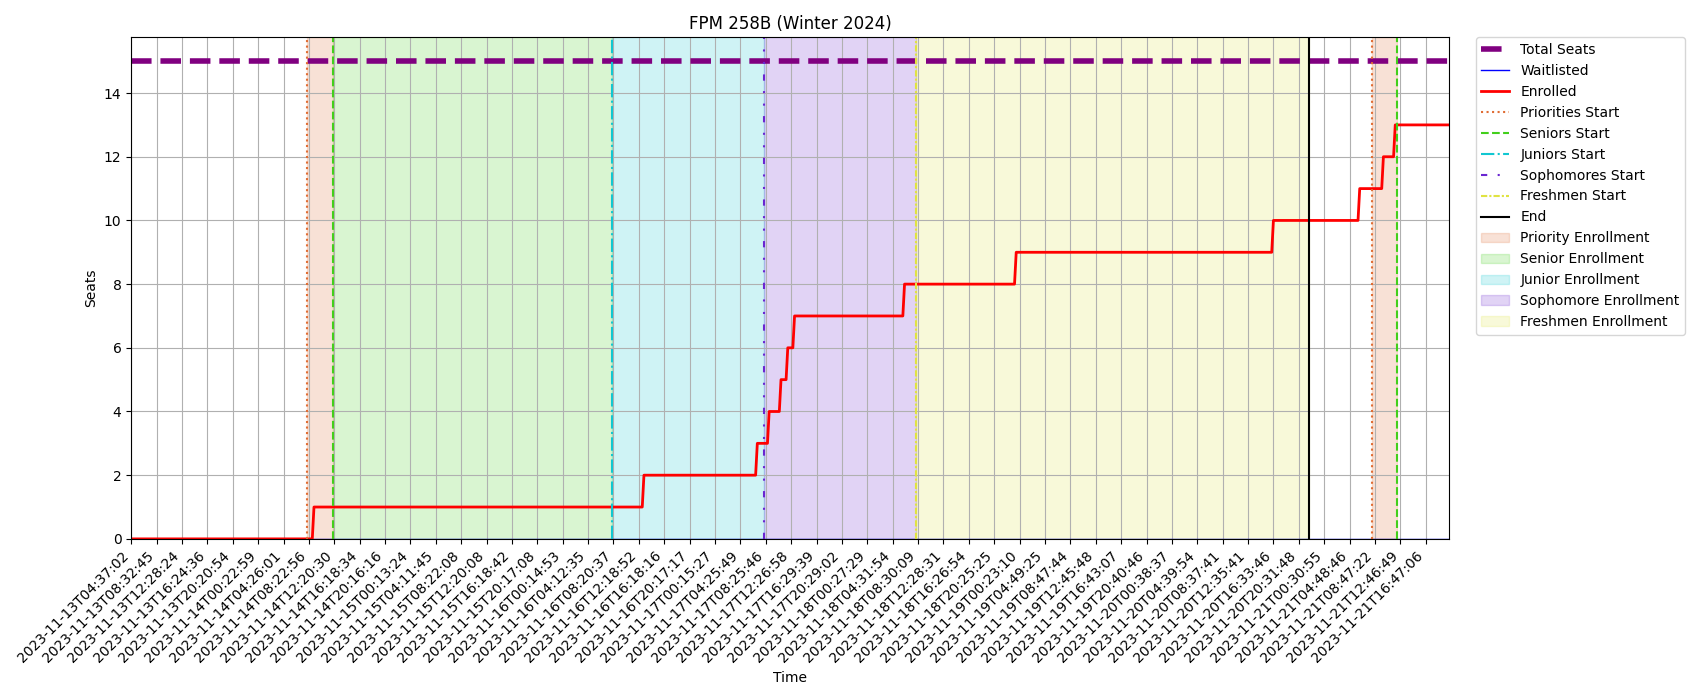 FPM 258B (Winter 2024)
Total Seats
Waitlisted
Enrolled
Priorities Start
Seniors Start
Juniors Start
Sophomores Start
Freshmen Start
End
Priority Enrollment
Senior Enrollment
Junior Enrollment
Sophomore Enrollment
Freshmen Enrollment
Seats
14
12
10
8
6
4
2
0
2023-11-13T04:37:02
2023-11-13T08:32:45
2023-11-13T12:28:24
2023-11-13T16:24:36
2023-11-13T20:20:54
2023-11-14T00:22:59
2023-11-14T04:26:01
2023-11-14T08:22:56
2023-11-14T12:20:30
2023-11-14T16:18:34
2023-11-14T20:16:16
2023-11-15T00:13:24
2023-11-15T04:11:45
2023-11-15T08:22:08
2023-11-15T12:20:08
2023-11-15T16:18:42
2023-11-15T20:17:08
2023-11-16T00:14:53
2023-11-16T04:12:35
2023-11-16T08:20:37
2023-11-16T12:18:52
2023-11-16T16:18:16
2023-11-16T20:17:17
2023-11-17T00:15:27
2023-11-17T04:25:49
2023-11-17T08:25:46
2023-11-17T12:26:58
2023-11-17T16:29:39
2023-11-17T20:29:02
2023-11-18T00:27:29
2023-11-18T04:31:54
2023-11-18T08:30:09
2023-11-18T12:28:31
2023-11-18T16:26:54
2023-11-18T20:25:25
2023-11-19T00:23:10
2023-11-19T04:49:25
2023-11-19T08:47:44
2023-11-19T12:45:48
2023-11-19T16:43:07
2023-11-19T20:40:46
2023-11-20T00:38:37
2023-11-20T04:39:54
2023-11-20T08:37:41
2023-11-20T12:35:41
2023-11-20T16:33:46
2023-11-20T20:31:48
2023-11-21T00:30:55
2023-11-21T04:48:46
2023-11-21T08:47:22
2023-11-21T12:46:49
2023-11-21T16:47:06
Time